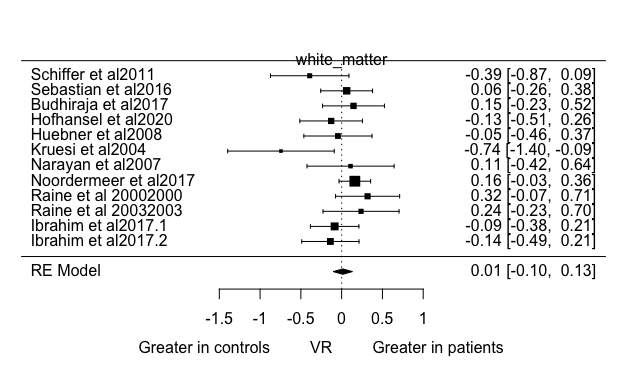 white_matter
Schiffer et al2011 -0.39 [-0.87, 0.09]
Sebastian et al2016 0.06 [-0.26, 0.38]
Budhiraja et al2017 0.15 [-0.23, 0.52]
Hofhansel et al2020 -0.13 [-0.51, 0.26]
Huebner et al2008 -0.05 [-0.46, 0.37]
Kruesi et al2004 -0.74 [-1.40, -0.09]
Narayan et al2007 0.11 [-0.42, 0.64]
Noordermeer et al2017 0.16 [-0.03, 0.36]
Raine et al 20002000 0.32 [-0.07, 0.71]
Raine et al 20032003 0.24 [-0.23, 0.70]
Ibrahim et al2017.1 -0.09 [-0.38, 0.21]
Ibrahim et al2017.2 -0.14 [-0.49, 0.21]
RE Model 0.01 [-0.10, 0.13]
-1.5 -1 -0.5 0 0.5 1
Greater in controls VR Greater in patients